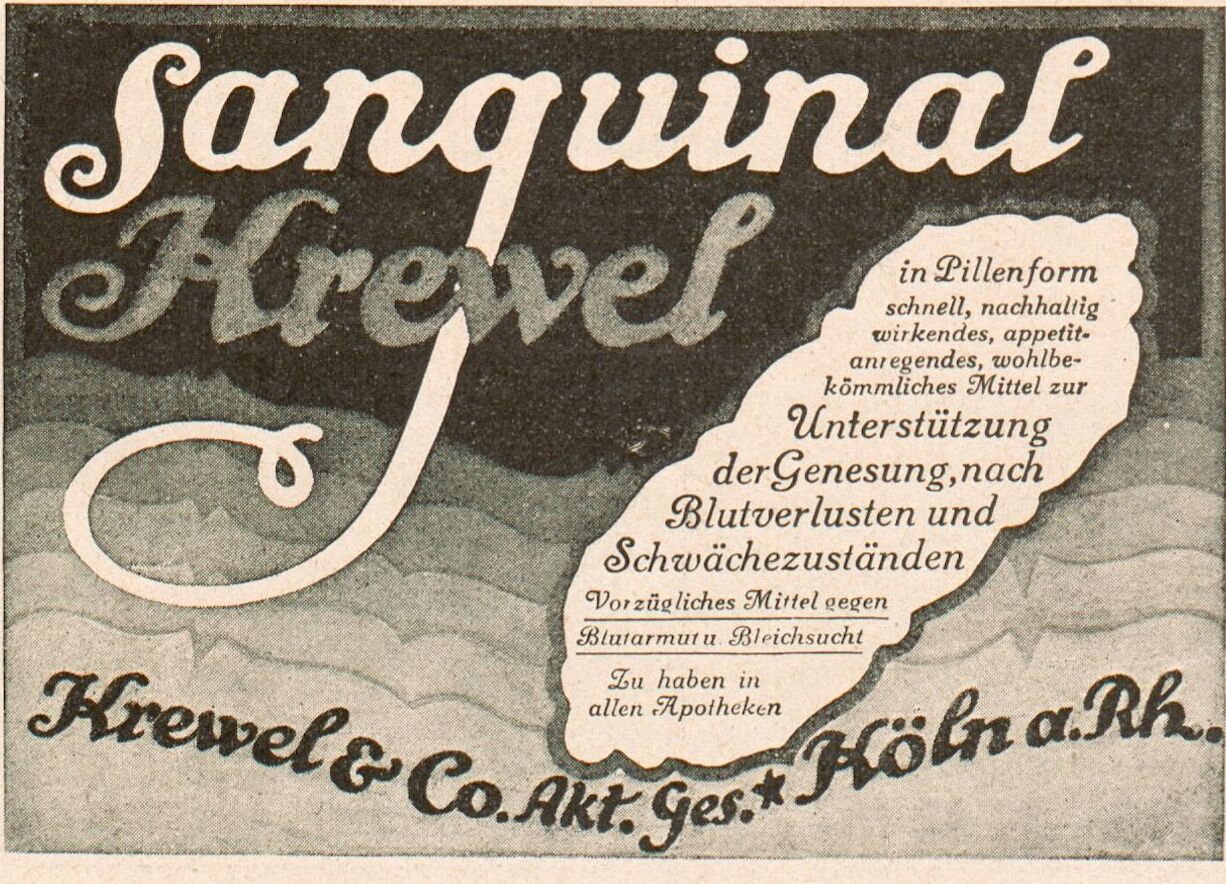 Sanguinal
Krewel
in Pillenform
schnell, nachhaltig
wirkendes, appetit-
anregendes, wohlbe-
kömmliches Mittel zur
Unterstützung
der Genesung, nach
Blutverlusten und
Schwächezuständen
Vorzügliches Mittel gegen
Blutarmut u. Bleichsucht
Zu haben in
allen Apotheken
Krewel & Co. Akt. Ges. * Köln a. Rh.